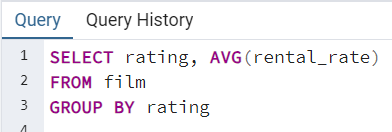 Query Query History
1 SELECT rating, AVG(rental_rate)
2 FROM film
3 GROUP BY rating
4